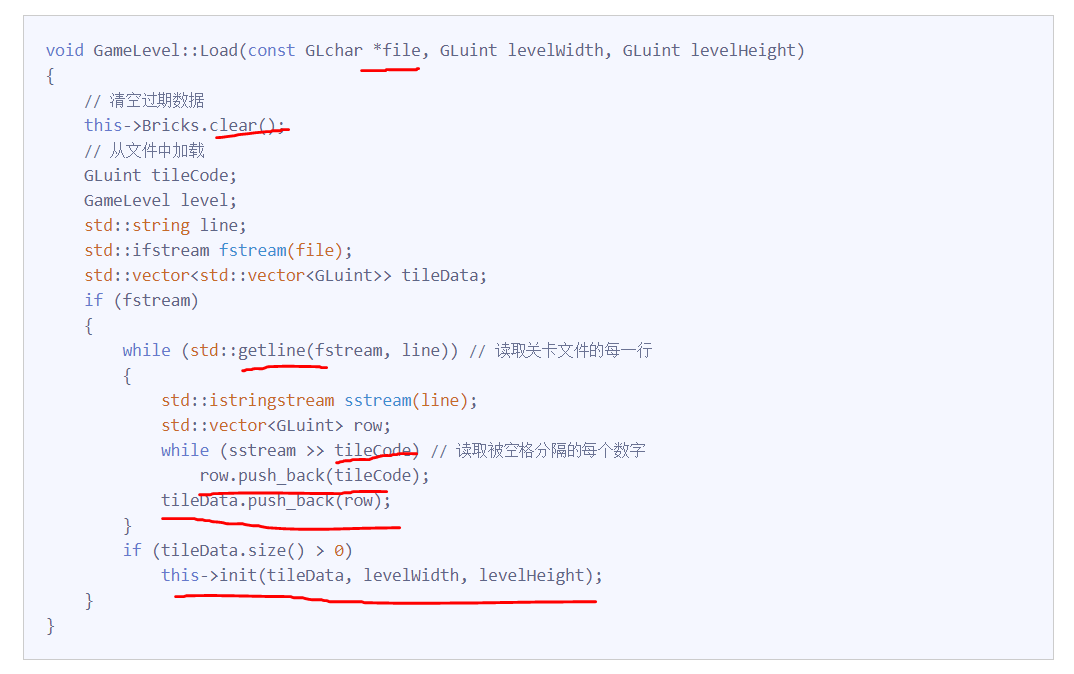 void GameLevel::Load(const GLchar *file, GLuint levelWidth, GLuint levelHeight)
{
    // 清空过期数据
    this->Bricks.clear();
    // 从文件中加载
    GLuint tileCode;
    GameLevel level;
    std::string line;
    std::ifstream fstream(file);
    std::vector<std::vector<GLuint>> tileData;
    if (fstream)
    {
        while (std::getline(fstream, line)) // 读取关卡文件的每一行
        {
            std::istringstream sstream(line);
            std::vector<GLuint> row;
            while (sstream >> tileCode) // 读取被空格分隔的每个数字
                row.push_back(tileCode);
            tileData.push_back(row);
        }
        if (tileData.size() > 0)
            this->init(tileData, levelWidth, levelHeight);
    }
}